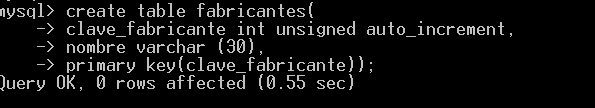 mysql> create table fabricantes(
    -> clave_fabricante int unsigned auto_increment,
    -> nombre varchar (30),
    -> primary key(clave_fabricante));
Query OK, 0 rows affected (0.55 sec)